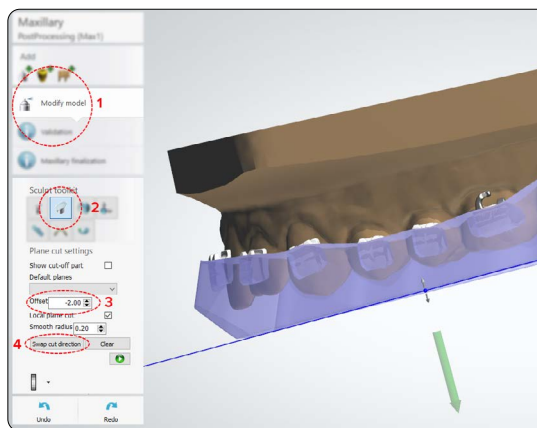 Maxillary
PostProcessing (Max1)
Add
Modify model
1
Validation
Maxillary Realization
Sculpt toolkit
2
Plane cut settings
Show cut-off part
Default planes
Offset -2.00 3
Local plane cut
Smooth radius 0.20
4 Swap cut direction Clear
Undo Redo